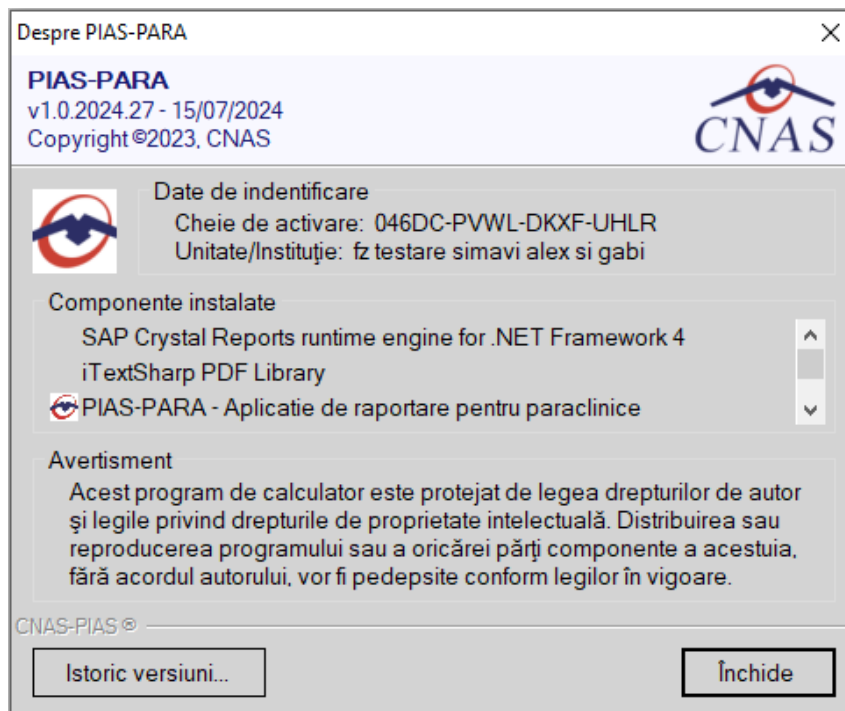 Despre PIAS-PARA
PIAS-PARA
v1.0.2024.27 - 15/07/2024
Copyright ©2023, CNAS
CNAS
Date de indentificare
Cheie de activare: 046DC-PVWL-DKXF-UHLR
Unitate/Instituţie: fz testare simavi alex si gabi
Componente instalate
SAP Crystal Reports runtime engine for .NET Framework 4
iTextSharp PDF Library
PIAS-PARA - Aplicatie de raportare pentru paraclinice
Avertisment
Acest program de calculator este protejat de legea drepturilor de autor
şi legile privind drepturile de proprietate intelectuală. Distribuirea sau
reproducerea programului sau a oricărei părţi componente a acestuia,
fără acordul autorului, vor fi pedepsite conform legilor în vigoare.
CNAS-PIAS ®
Istoric versiuni...
Închide